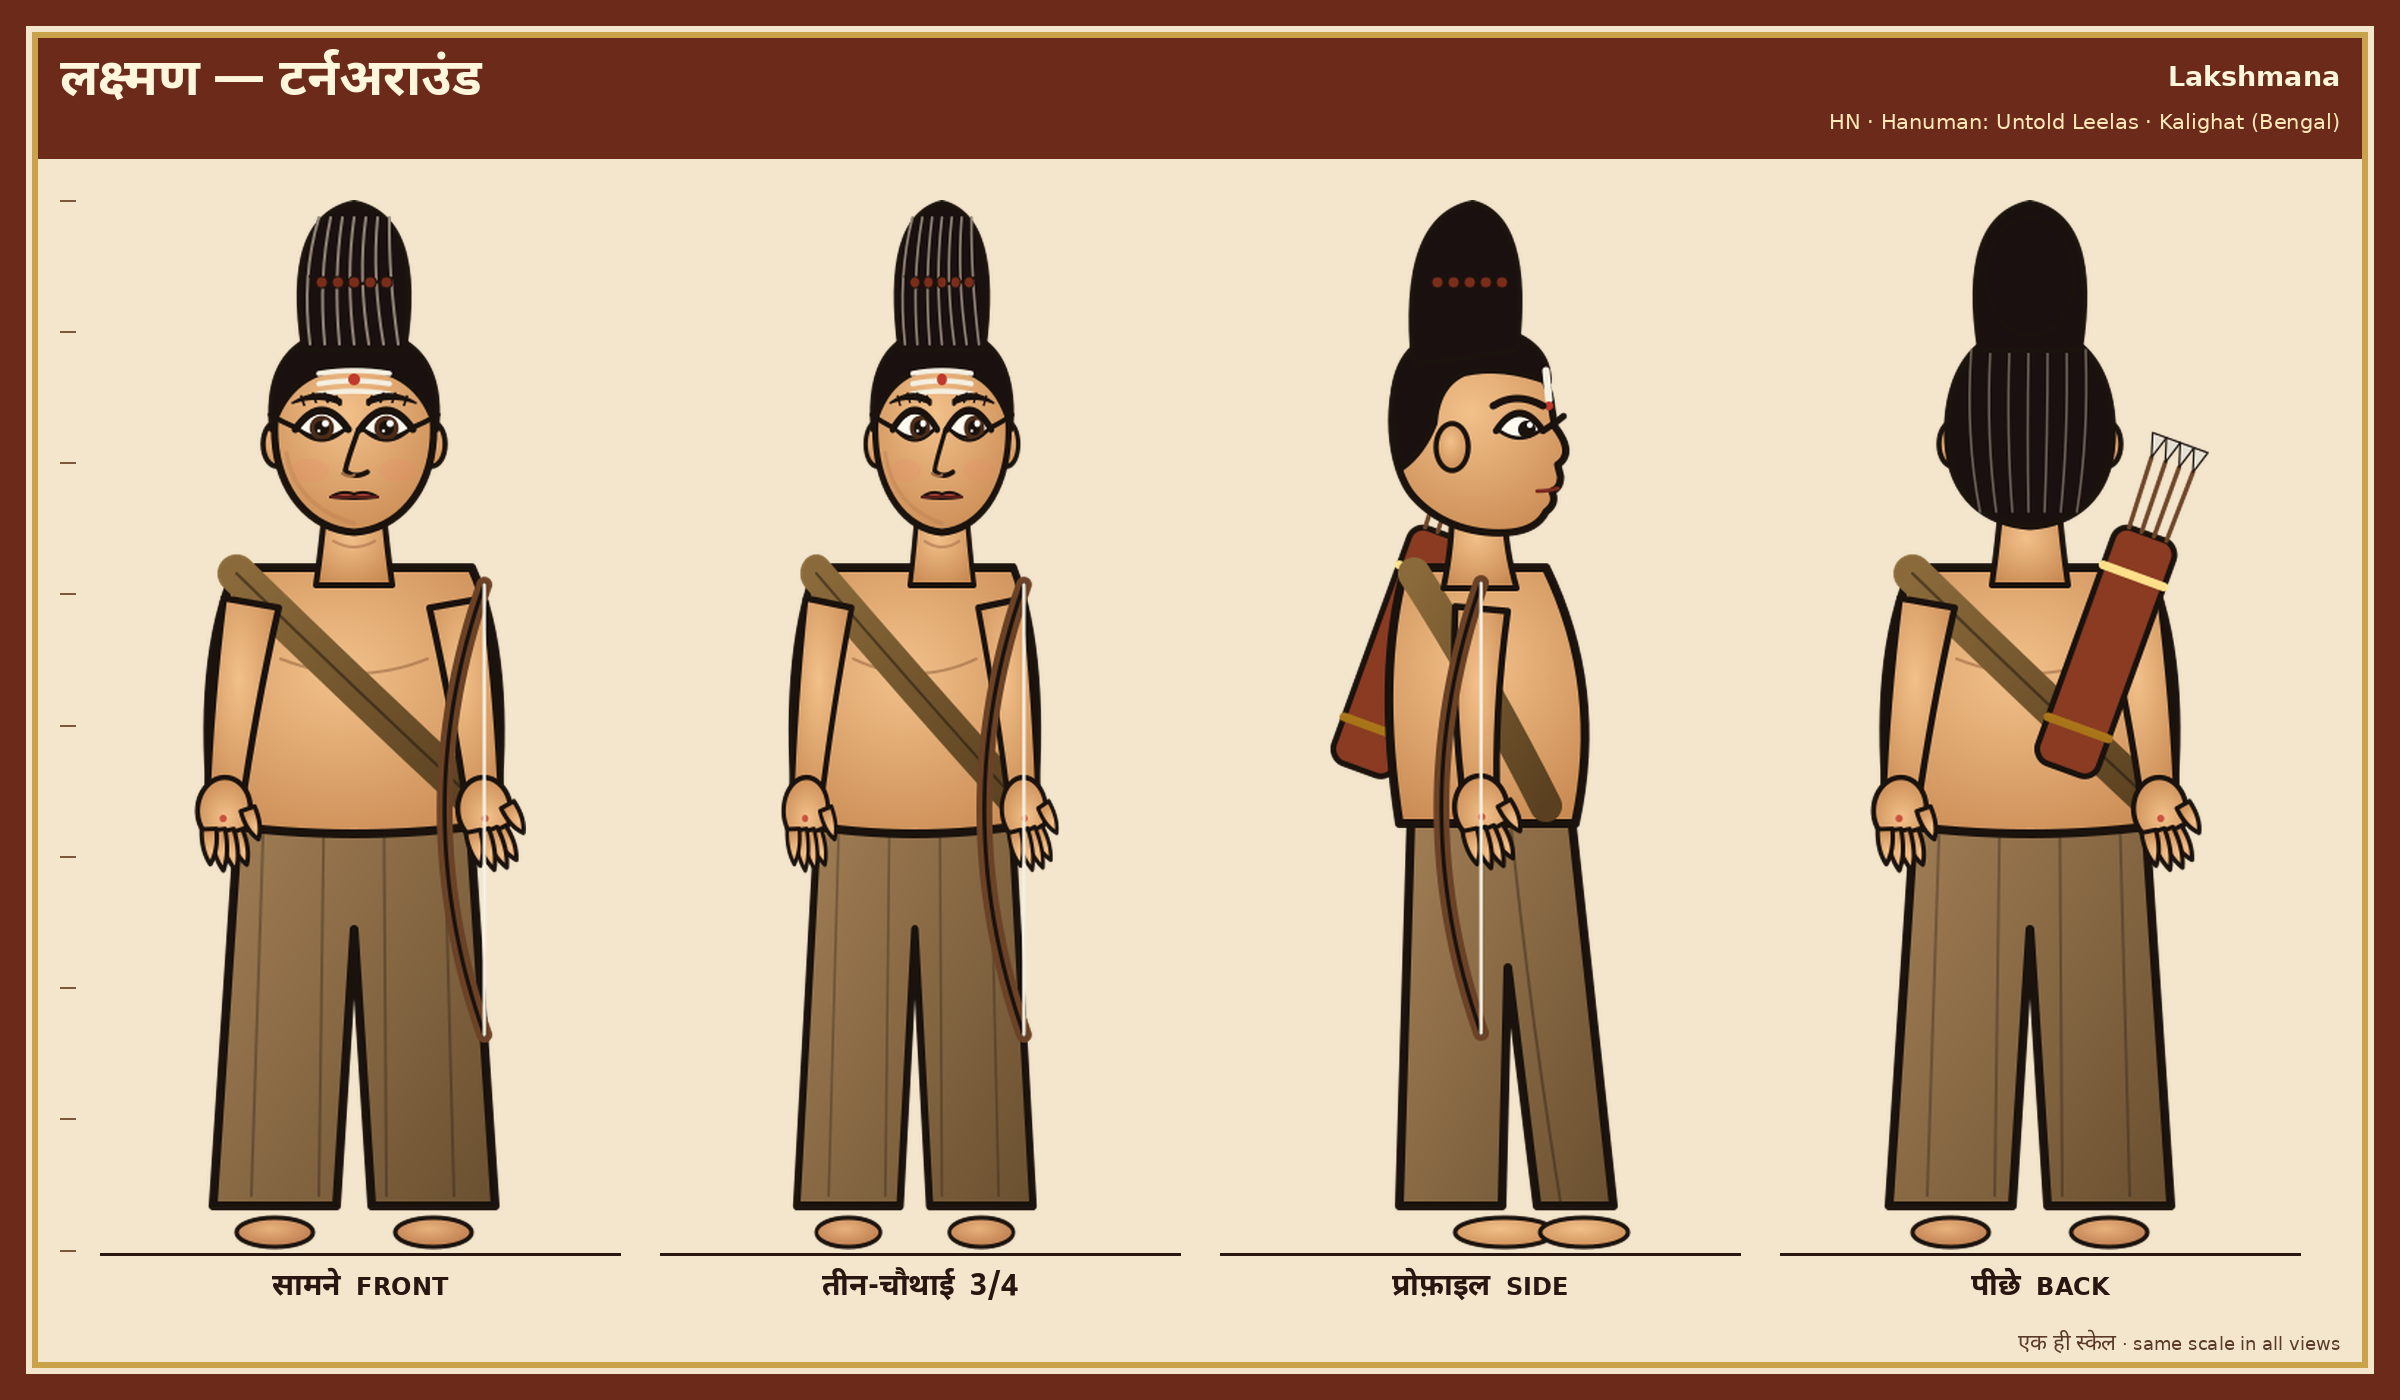 लक्ष्मण — टर्नअराउंड
Lakshmana
HN · Hanuman: Untold Leelas · Kalighat (Bengal)
सामने FRONT
तीन-चौथाई 3/4
प्रोफ़ाइल SIDE
पीछे BACK
एक ही स्केल · same scale in all views